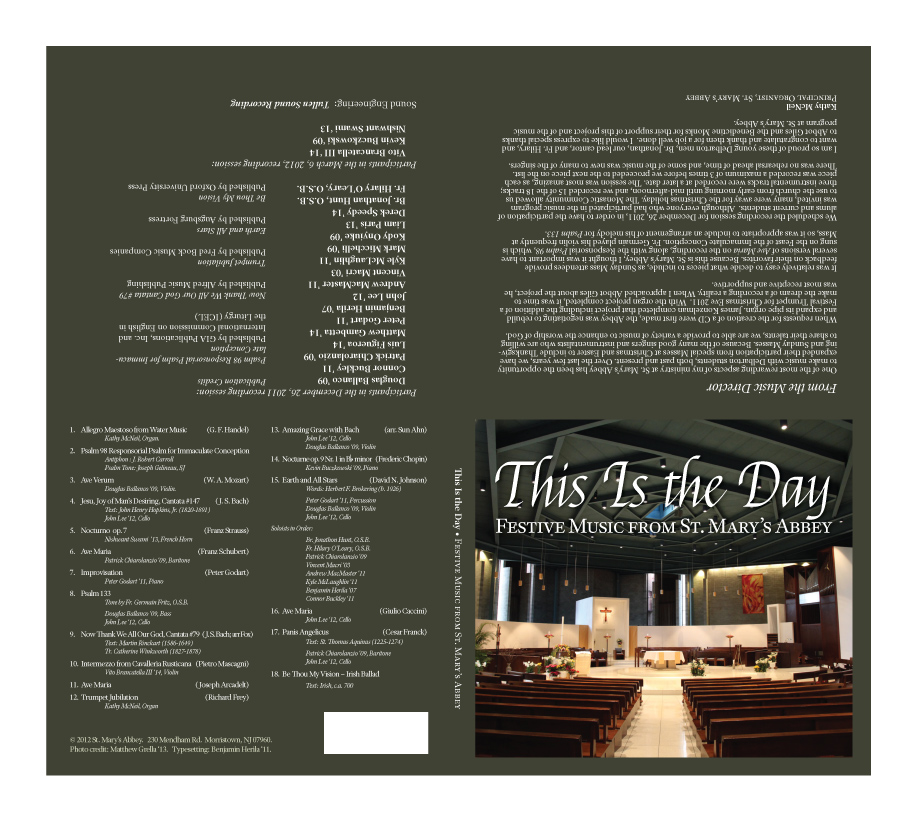 From the Music Director
One of the most rewarding aspects of my ministry at St. Mary's Abbey has been the opportunity
to make music with Delbarton students, both past and present. Over the last few years, we have
expanded their participation from special Masses at Christmas and Easter to include Thanksgiv-
ing and Sunday Masses. Because the many good singers and instrumentalists who are willing
to share their talents, we are able to provide a variety of music to enhance the worship of God.
When requests for the creation of a CD were first made, the Abbey was negotiating to rebuild
and expand its pipe organ. James Konzelman completed that project including the addition of a
Festival Trumpet for Christmas Eve 2011. With the organ project completed, it was time to
make the dream of a recording a reality. When I approached Abbot Giles about the project, he
was most receptive and supportive.
It was relatively easy to decide what pieces to include, as Sunday Mass attendees provide
feedback on their favorites. Because this is St. Mary's Abbey, I thought it was important to have
several versions of the Ave Maria on the recording, along with the Responsorial Psalm 98, which is
sung on the Feast of the Immaculate Conception. Fr. Germain played his violin frequently at
Mass, so it was appropriate to include an arrangement of his melody for Psalm 133.
We scheduled the recording session for December 26, 2011, in order to have the participation of
alums and current students. Although everyone who had participated in the music program
was invited, many were away for the Christmas holiday. The Monastic Community allowed us
to use the church from early morning until mid-afternoon, and we recorded 15 of the 18 tracks;
three instrumental tracks were recorded at a later date. The session was most amazing, as each
piece was recorded a maximum of 3 times before we proceeded to the next piece on the list.
There was no rehearsal ahead of time, and some of the music was new to many of the singers.
I am so proud of these young Delbarton men, Br. Jonathan, our lead cantor, and Fr. Hilary, and
want to congratulate and thank them for a job well done. I would like to express special thanks
to Abbot Giles and the Benedictine Monks for their support of this project and of the music
program at St. Mary's Abbey.
Kathy McNeil
Principal Organist, St. Mary's Abbey
Participants in the December 26, 2011 recording session:
Douglas Ballanco '09
Connor Buckley '11
Patrick Chiarolanzio '09
Luis Figueroa '14
Matthew Gambetta '14
Peter Godart '11
Benjamin Herila '07
John Lee '12
Andrew MacMaster '11
Vincent Macri '03
Kyle McLaughlin '11
Mark Michelli '09
Kody Onyiuke '09
Liam Paris '13
Derek Speedy '14
Br. Jonathan Hunt, O.S.B.
Fr. Hilary O'Leary, O.S.B.
Participants in the March 6, 2012, recording session:
Vito Brancatella III '14
Kevin Buczkowski '09
Nishwant Swami '13
Sound Engineering: Tullen Sound Recording
Publication Credits
Psalm 98 Responsorial Psalm for Immacu-
late Conception
Published by GIA Publications, Inc. and
International Commission on English in
the Liturgy (ICEL)
Now Thank We All Our God Cantata #79
Published by Alfred Music Publishing
Trumpet Jubilation
Published by Fred Bock Music Companies
Earth and All Stars
Published by Augsburg Fortress
Be Thou My Vision
Published by Oxford University Press
1. Allegro Maestoso from Water Music (G. F. Handel)
Kathy McNeil, Organ
2. Psalm 98 Responsorial Psalm for Immaculate Conception
Antiphon : J. Robert Carroll
Psalm Tone: Joseph Gelineau, SJ
3. Ave Verum (W. A. Mozart)
Douglas Ballanco '09, Violin
4. Jesu, Joy of Man's Desiring, Cantata #147 (J. S. Bach)
Text: John Henry Hopkins, Jr. (1820-1891)
John Lee '12, Cello
5. Nocturno op. 7 (Franz Strauss)
Nishwant Swami '13, French Horn
6. Ave Maria (Franz Schubert)
Patrick Chiarolanzio '09, Baritone
7. Improvisation (Peter Godart)
Peter Godart '11, Piano
8. Psalm 133
Tone by Fr. Germain Fritz, O.S.B.
Douglas Ballanco '09, Bass
John Lee '12, Cello
9. Now Thank We All Our God, Cantata #79 (J. S. Bach; arr Fox)
Text: Martin Rinckart (1586-1649)
Tr. Catherine Winkworth (1827-1878)
10. Intermezzo from Cavalleria Rusticana (Pietro Mascagni)
Vito Brancatella III '14, Violin
11. Ave Maria (Joseph Arcadelt)
12. Trumpet Jubilation (Richard Frey)
Kathy McNeil, Organ
13. Amazing Grace with Bach (arr. Sun Ahn)
John Lee '12, Cello
Douglas Ballanco '09, Violin
14. Nocturne op. 9 Nr. 1 in B♭ minor (Frederic Chopin)
Kevin Buczkowski '09, Piano
15. Earth and All Stars (David N. Johnson)
Words: Herbert F. Brokering (b. 1926)
Peter Godart '11, Percussion
Douglas Ballanco '09, Violin
John Lee '12, Cello
Soloists in Order:
Br. Jonathon Hunt, O.S.B.
Fr. Hilary O'Leary, O.S.B.
Patrick Chiarolanzio '09
Vincent Macri '03
Andrew MacMaster '11
Kyle McLaughlin '11
Benjamin Herila '07
Connor Buckley '11
16. Ave Maria (Giulio Caccini)
John Lee '12, Cello
17. Panis Angelicus (Cesar Franck)
Text: St. Thomas Aquinas (1225-1274)
Patrick Chiarolanzio '09, Baritone
John Lee '12, Cello
18. Be Thou My Vision – Irish Ballad
Text: Irish, c.a. 700
© 2012 St. Mary's Abbey. 230 Mendham Rd. Morristown, NJ 07960.
Photo credit: Matthew Grella '13. Typesetting: Benjamin Herila '11.
This Is the Day • Festive Music from St. Mary's Abbey
This Is the Day
Festive Music from St. Mary's Abbey